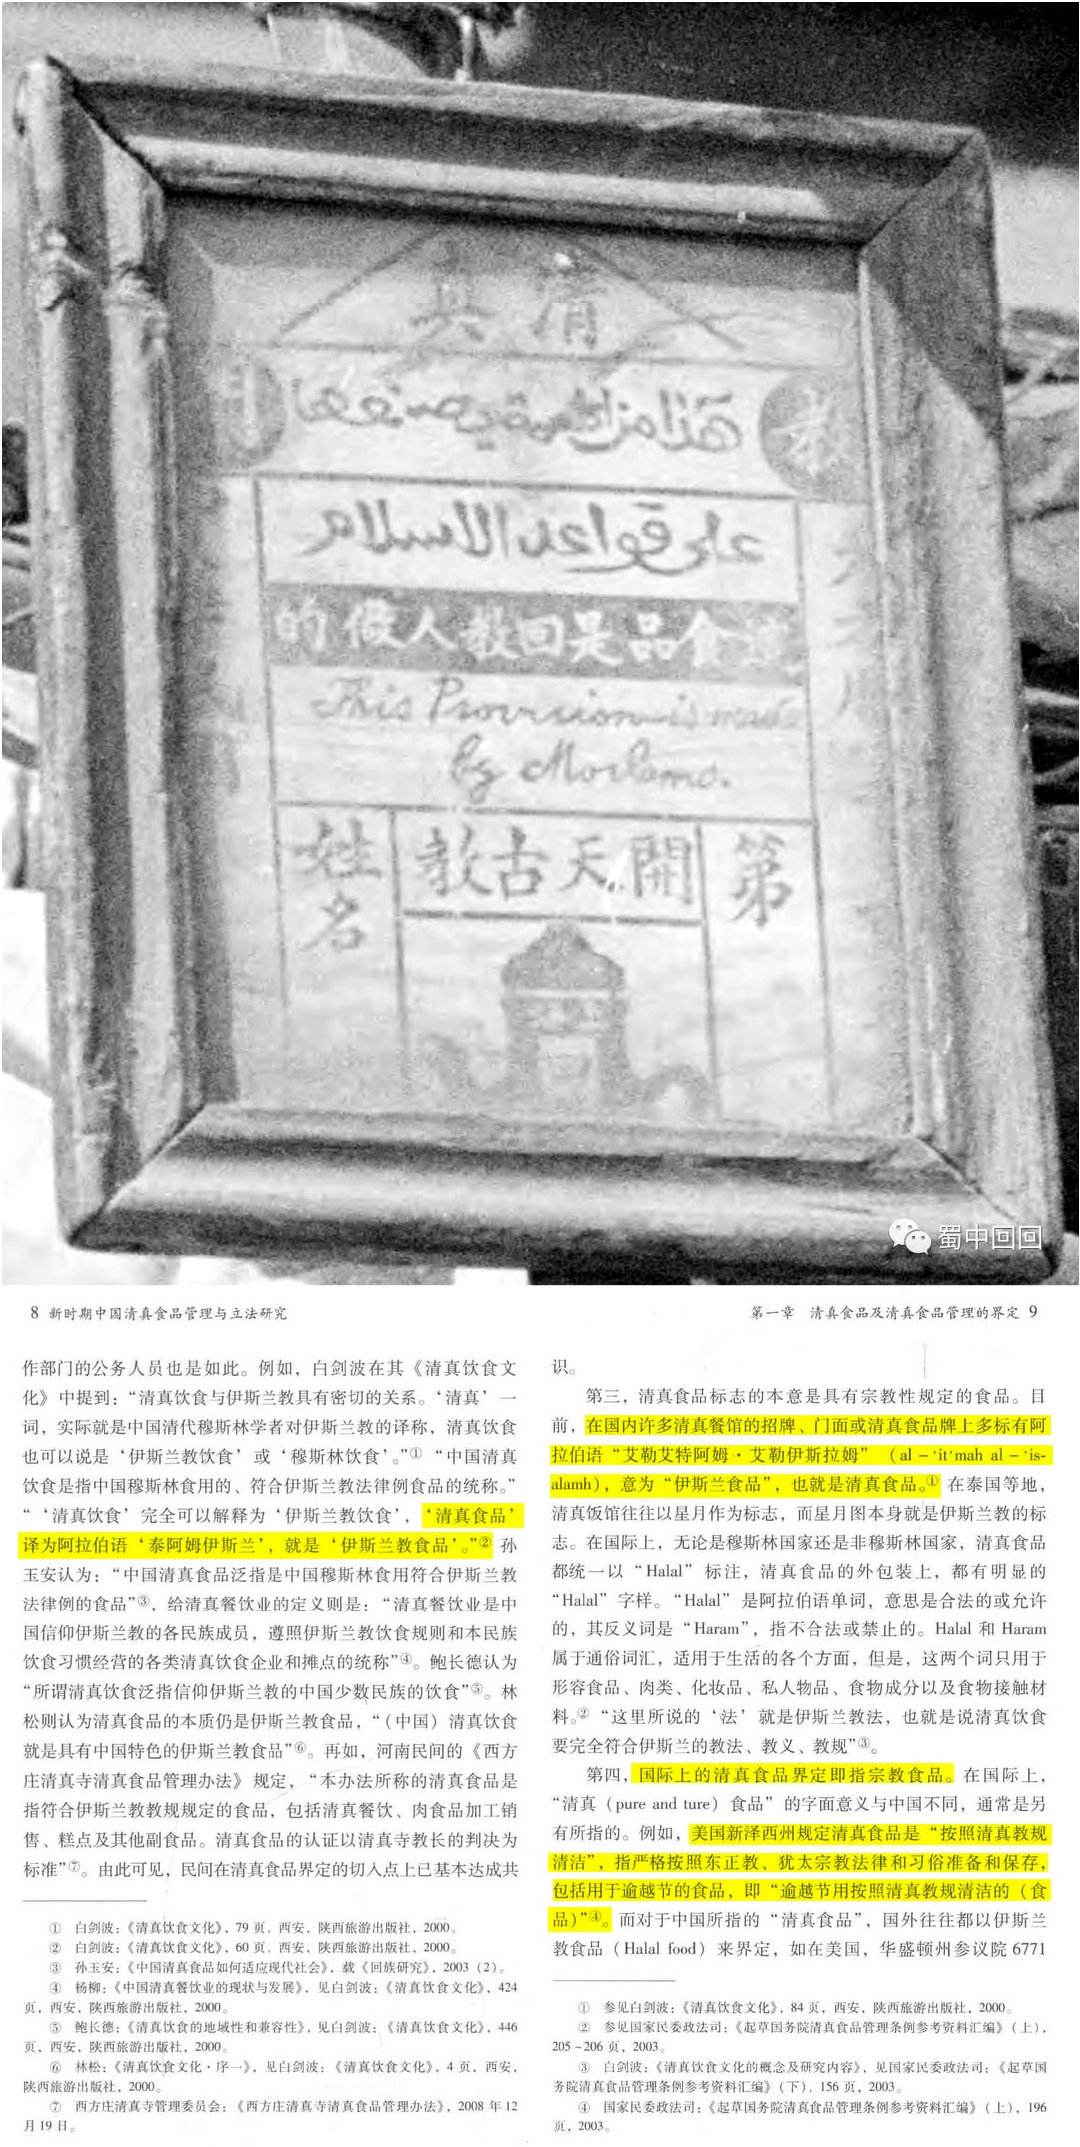 清真
教
على قواعد الاسلام
食品是回教人做的
This Provision is made
by Moslems.
第
開天古教
姓名
蜀中回回
8 新时期中国清真食品管理与立法研究
作部门的公务人员也是如此。例如，白剑波在其《清真饮食文
化》中提到：“清真饮食与伊斯兰教具有密切的关系。‘清真’一
词，实际就是中国清代穆斯林学者对伊斯兰教的译称，清真饮食
也可以说是‘伊斯兰教饮食’或‘穆斯林饮食’。”① “中国清真
饮食是指中国穆斯林食用的、符合伊斯兰教法律例食品的统称。”
“‘清真饮食’完全可以解释为‘伊斯兰教饮食’，‘清真食品’
译为阿拉伯语‘泰阿姆伊斯兰’，就是‘伊斯兰教食品’。”② 孙
玉安认为：“中国清真食品泛指是中国穆斯林食用符合伊斯兰教
法律例的食品”③，给清真餐饮业的定义则是：“清真餐饮业是中
国信仰伊斯兰教的各民族成员，遵照伊斯兰教饮食规则和本民族
饮食习惯经营的各类清真饮食企业和摊点的统称”④。鲍长德认为
“所谓清真饮食泛指信仰伊斯兰教的中国少数民族的饮食”⑤。林
松则认为清真食品的本质仍是伊斯兰教食品，“（中国）清真饮食
就是具有中国特色的伊斯兰教食品”⑥。再如，河南民间的《西方
庄清真寺清真食品管理办法》规定，“本办法所称的清真食品是
指符合伊斯兰教教规规定的食品，包括清真餐饮、肉食品加工销
售、糕点及其他副食品。清真食品的认证以清真寺教长的判决为
标准”⑦。由此可见，民间在清真食品界定的切入点上已基本达成共
① 白剑波：《清真饮食文化》，79 页，西安，陕西旅游出版社，2000。
② 白剑波：《清真饮食文化》，60 页，西安，陕西旅游出版社，2000。
③ 孙玉安：《中国清真食品如何适应现代社会》，载《回族研究》，2003（2）。
④ 杨柳：《中国清真餐饮业的现状与发展》，见白剑波：《清真饮食文化》，424
页，西安，陕西旅游出版社，2000。
⑤ 鲍长德：《清真饮食的地域性和兼容性》，见白剑波：《清真饮食文化》，446
页，西安，陕西旅游出版社，2000。
⑥ 林松：《清真饮食文化·序一》，见白剑波：《清真饮食文化》，4 页，西安，
陕西旅游出版社，2000。
⑦ 西方庄清真寺管理委员会：《西方庄清真寺清真食品管理办法》，2008 年 12
月 19 日。
第一章 清真食品及清真食品管理的界定 9
识。
第三，清真食品标志的本意是具有宗教性规定的食品。目
前，在国内许多清真餐馆的招牌、门面或清真食品牌上多标有阿
拉伯语“艾勒艾特阿姆·艾勒伊斯拉姆”（al－'it'mah al－'is-
alamh），意为“伊斯兰食品”，也就是清真食品。① 在泰国等地，
清真饭馆往往以星月作为标志，而星月图本身就是伊斯兰教的标
志。在国际上，无论是穆斯林国家还是非穆斯林国家，清真食品
都统一以“Halal”标注，清真食品的外包装上，都有明显的
“Halal”字样。“Halal”是阿拉伯语单词，意思是合法的或允许
的，其反义词是“Haram”，指不合法或禁止的。Halal 和 Haram
属于通俗词汇，适用于生活的各个方面，但是，这两个词只用于
形容食品、肉类、化妆品、私人物品、食物成分以及食物接触材
料。② “这里所说的‘法’就是伊斯兰教法，也就是说清真饮食
要完全符合伊斯兰的教法、教义、教规”③。
第四，国际上的清真食品界定即指宗教食品。在国际上，
“清真（pure and ture）食品”的字面意义与中国不同，通常是另
有所指的。例如，美国新泽西州规定清真食品是“按照清真教规
清洁”，指严格按照东正教、犹太宗教法律和习俗准备和保存，
包括用于逾越节的食品，即“逾越节用按照清真教规清洁的（食
品）”④。而对于中国所指的“清真食品”，国外往往都以伊斯兰
教食品（Halal food）来界定，如在美国，华盛顿州参议院 6771
① 参见白剑波：《清真饮食文化》，84 页，西安，陕西旅游出版社，2000。
② 参见国家民委政法司：《起草国务院清真食品管理条例参考资料汇编》（上），
205～206 页，2003。
③ 白剑波：《清真饮食文化的概念及研究内容》，见国家民委政法司：《起草国
务院清真食品管理条例参考资料汇编》（下），156 页，2003。
④ 国家民委政法司：《起草国务院清真食品管理条例参考资料汇编》（上），196
页，2003。